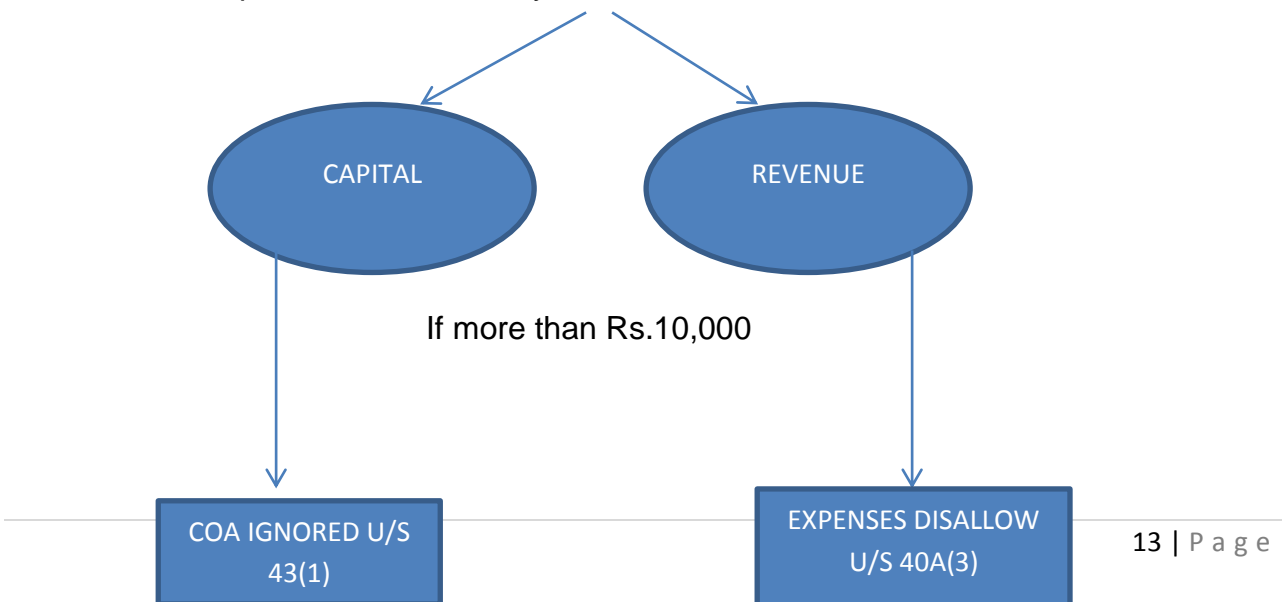 CAPITAL
REVENUE
If more than Rs.10,000
COA IGNORED U/S
43(1)
EXPENSES DISALLOW
U/S 40A(3)
13 | P a g e